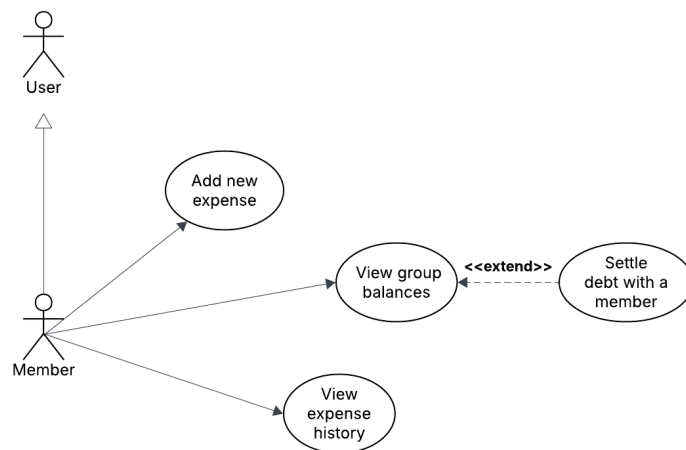 User
Add new
expense
View group
balances
<<extend>>
Settle
debt with a
member
Member
View
expense
history